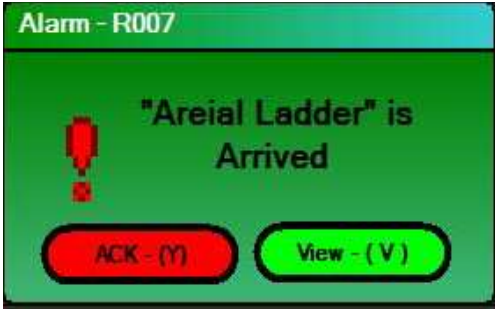 Alarm - R007
"Areial Ladder" is
Arrived
ACK - (Y)
View - ( V )